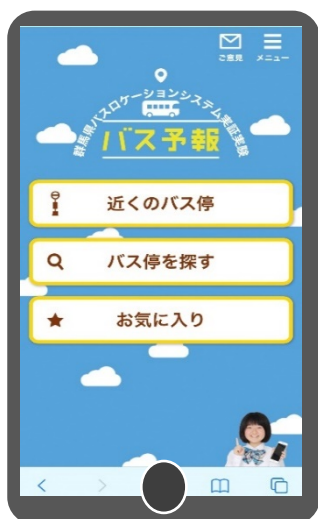 ご意見
メニュー
群馬県バスロケーションシステム実証実験
バス予報
近くのバス停
バス停を探す
お気に入り